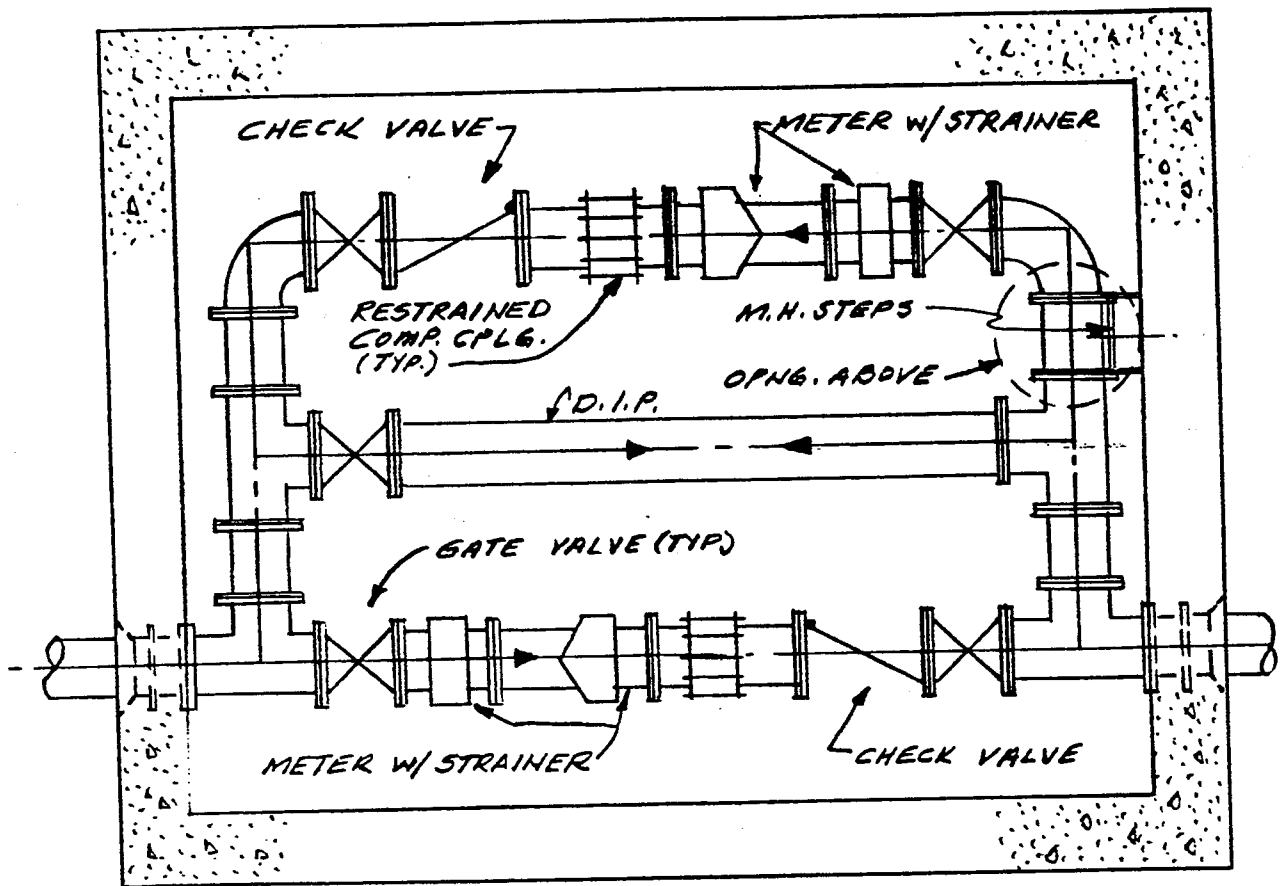 CHECK VALVE
METER W/ STRAINER
RESTRAINED
COMP. CPLG.
(TYP.)
M.H. STEPS
OPNG. ABOVE
D.I.P.
GATE VALVE (TYP)
METER W/ STRAINER
CHECK VALVE